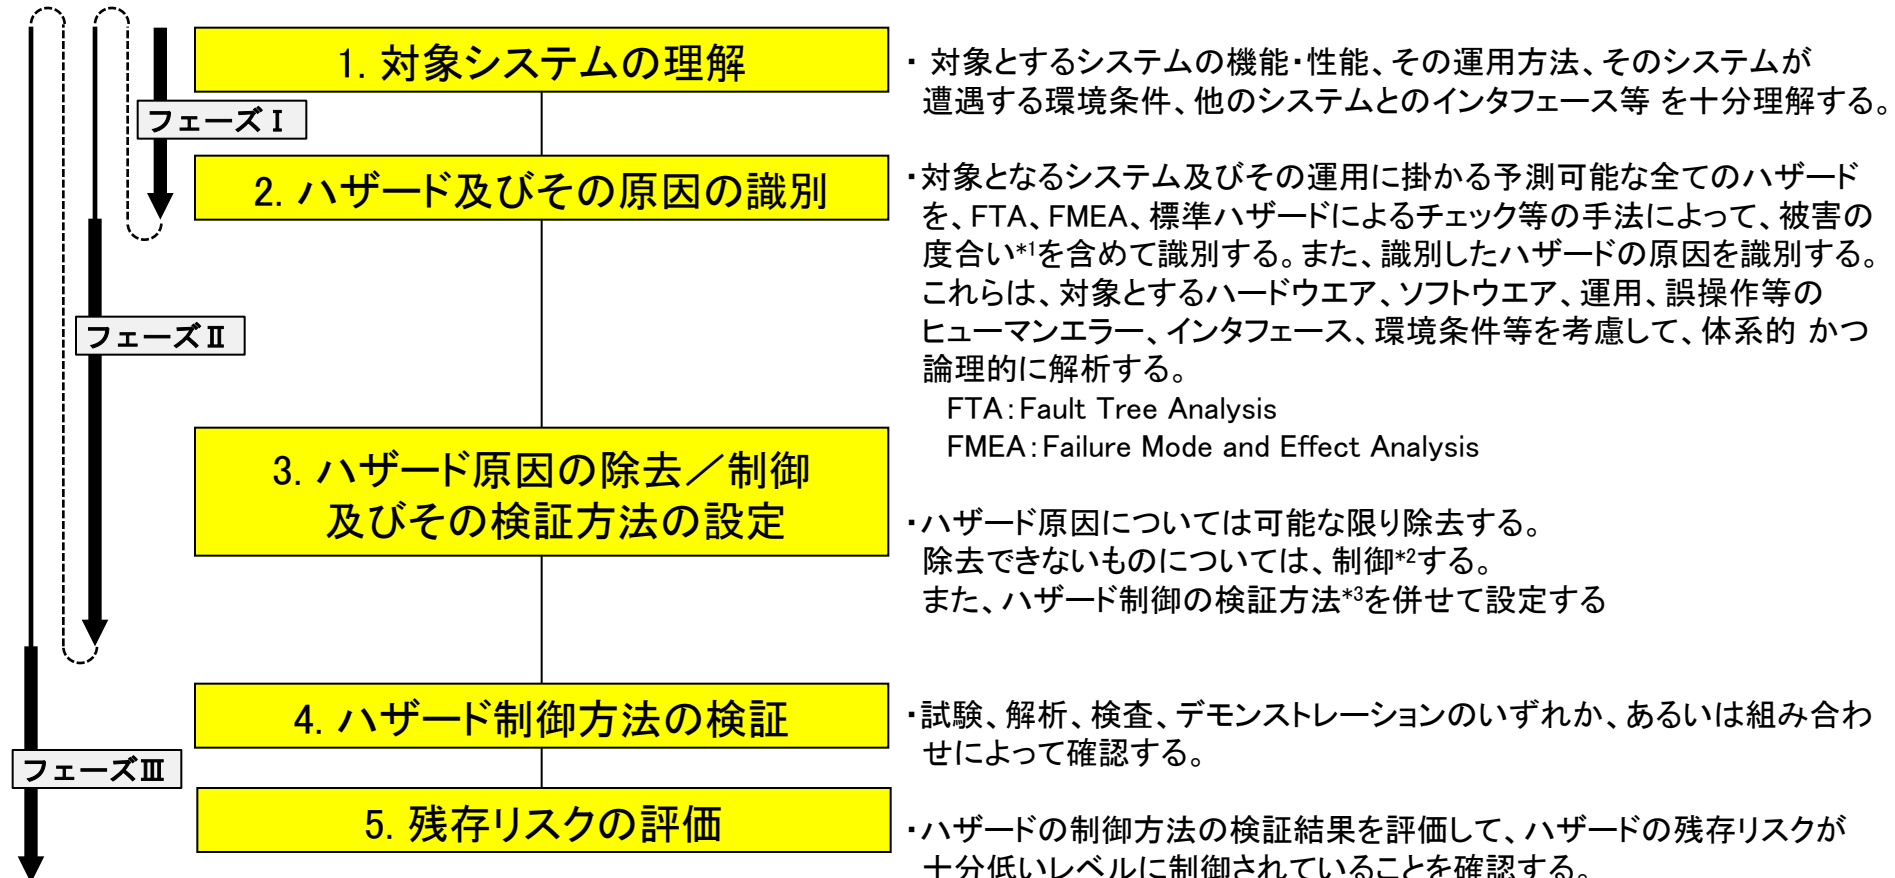 1. 対象システムの理解
・ 対象とするシステムの機能・性能、その運用方法、そのシステムが
遭遇する環境条件、他のシステムとのインタフェース等 を十分理解する。
フェーズⅠ
2. ハザード及びその原因の識別
・対象となるシステム及びその運用に掛かる予測可能な全てのハザード
を、FTA、FMEA、標準ハザードによるチェック等の手法によって、被害の
度合い*1を含めて識別する。また、識別したハザードの原因を識別する。
これらは、対象とするハードウエア、ソフトウエア、運用、誤操作等の
ヒューマンエラー、インタフェース、環境条件等を考慮して、体系的 かつ
論理的に解析する。
FTA:Fault Tree Analysis
FMEA:Failure Mode and Effect Analysis
フェーズⅡ
3. ハザード原因の除去/制御
及びその検証方法の設定
・ハザード原因については可能な限り除去する。
除去できないものについては、制御*2する。
また、ハザード制御の検証方法*3を併せて設定する
4. ハザード制御方法の検証
・試験、解析、検査、デモンストレーションのいずれか、あるいは組み合わ
せによって確認する。
フェーズⅢ
5. 残存リスクの評価
・ハザードの制御方法の検証結果を評価して、ハザードの残存リスクが
十分低いレベルに制御されていることを確認する。